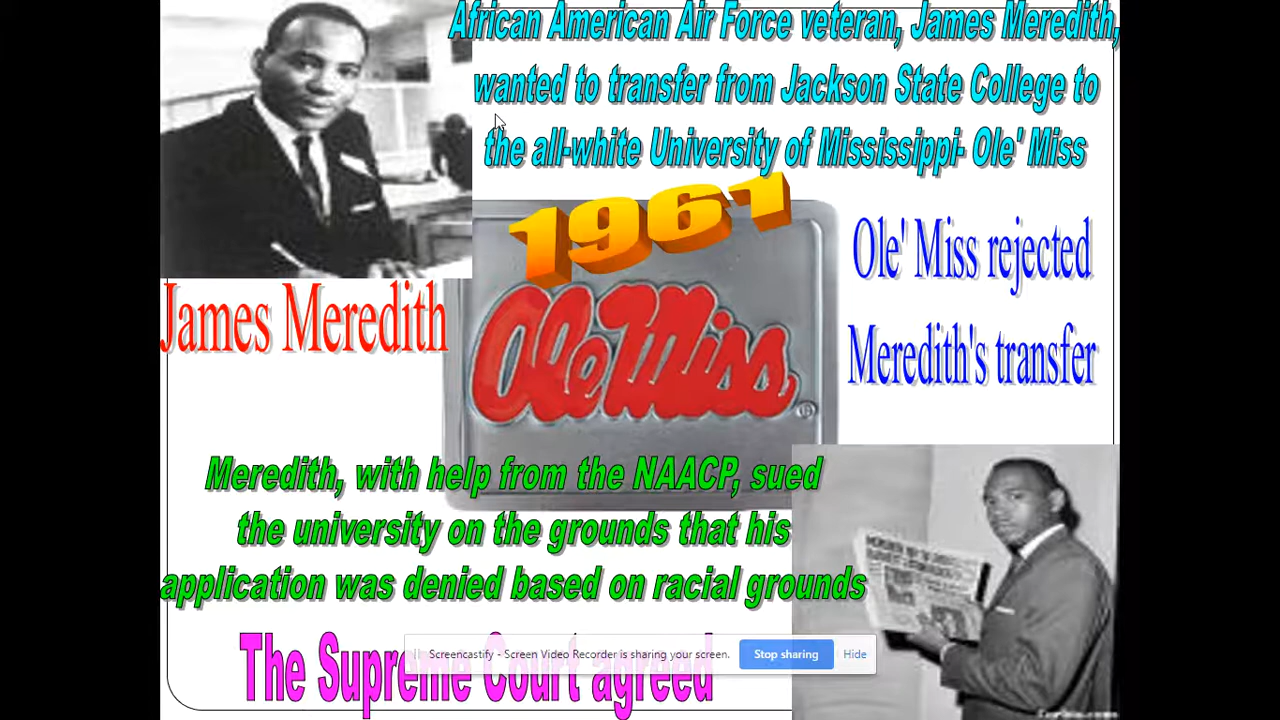 African American Air Force veteran, James Meredith,
wanted to transfer from Jackson State College to
the all-white University of Mississippi- Ole' Miss
1961
Ole' Miss rejected
Meredith's transfer
James Meredith
Ole Miss®
Meredith, with help from the NAACP, sued
the university on the grounds that his
application was denied based on racial grounds
The Supreme Court agreed
Screencastify - Screen Video Recorder is sharing your screen. Stop sharing Hide